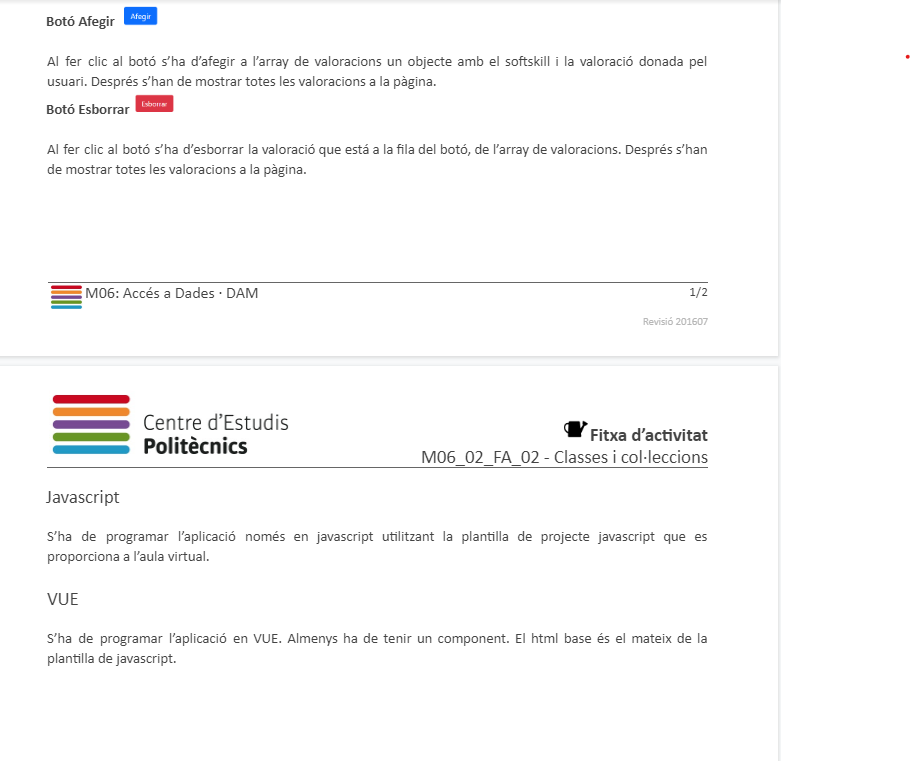 Botó Afegir Afegir
Al fer clic al botó s’ha d’afegir a l’array de valoracions un objecte amb el softskill i la valoració donada pel
usuari. Després s’han de mostrar totes les valoracions a la pàgina.
Botó Esborrar Esborrar
Al fer clic al botó s’ha d’esborrar la valoració que está a la fila del botó, de l’array de valoracions. Després s’han
de mostrar totes les valoracions a la pàgina.
M06: Accés a Dades · DAM 1/2
Revisió 201607
Centre d’Estudis
Politècnics
Fitxa d’activitat
M06_02_FA_02 - Classes i col·leccions
Javascript
S’ha de programar l’aplicació només en javascript utilitzant la plantilla de projecte javascript que es
proporciona a l’aula virtual.
VUE
S’ha de programar l’aplicació en VUE. Almenys ha de tenir un component. El html base és el mateix de la
plantilla de javascript.